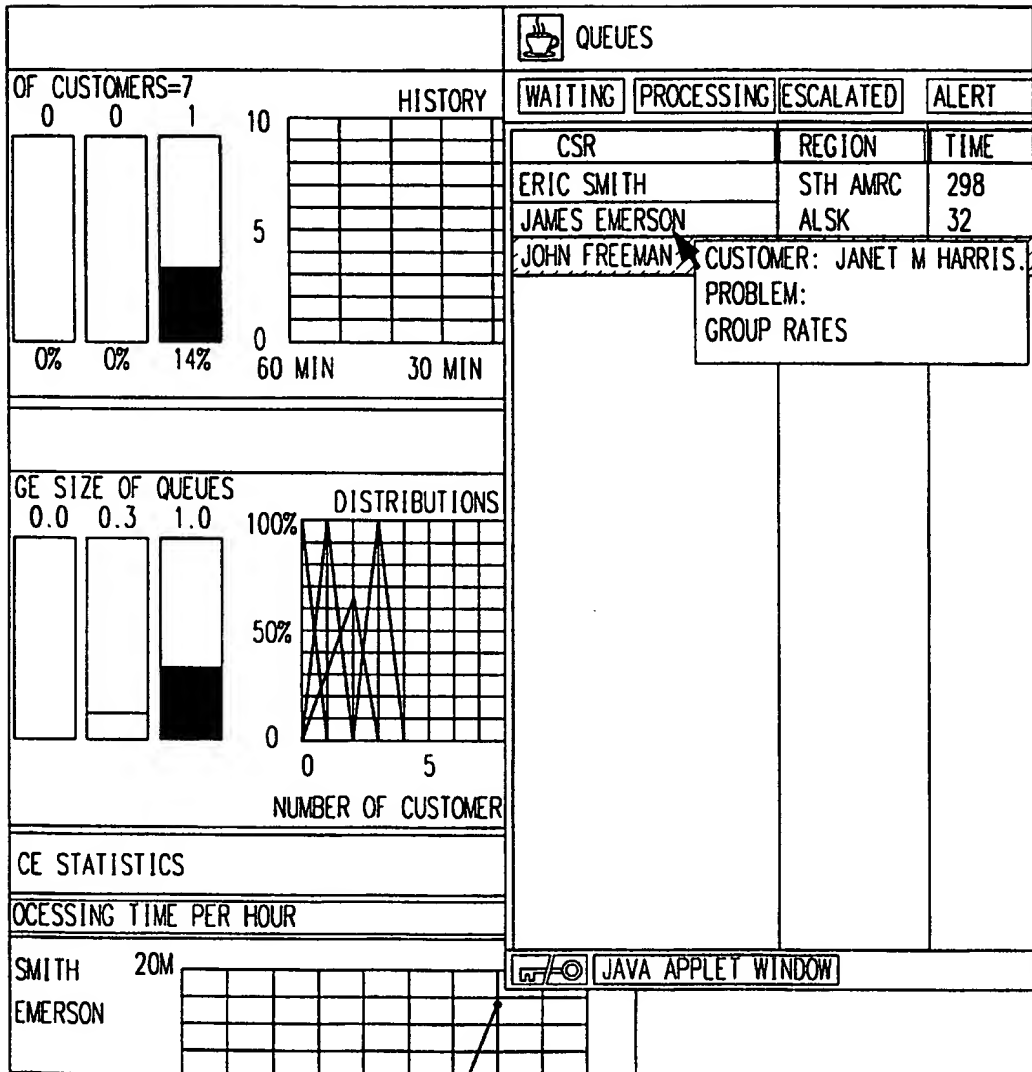 OF CUSTOMERS=7
0 0 1
HISTORY
10
5
0
0% 0% 14%
60 MIN 30 MIN
GE SIZE OF QUEUES
0.0 0.3 1.0
DISTRIBUTIONS
100%
50%
0
0 5
NUMBER OF CUSTOMER
CE STATISTICS
OCESSING TIME PER HOUR
SMITH
EMERSON
20M
QUEUES
WAITING PROCESSING ESCALATED ALERT
CSR REGION TIME
ERIC SMITH STH AMRC 298
JAMES EMERSON ALSK 32
JOHN FREEMAN
CUSTOMER: JANET M HARRIS.
PROBLEM:
GROUP RATES
JAVA APPLET WINDOW